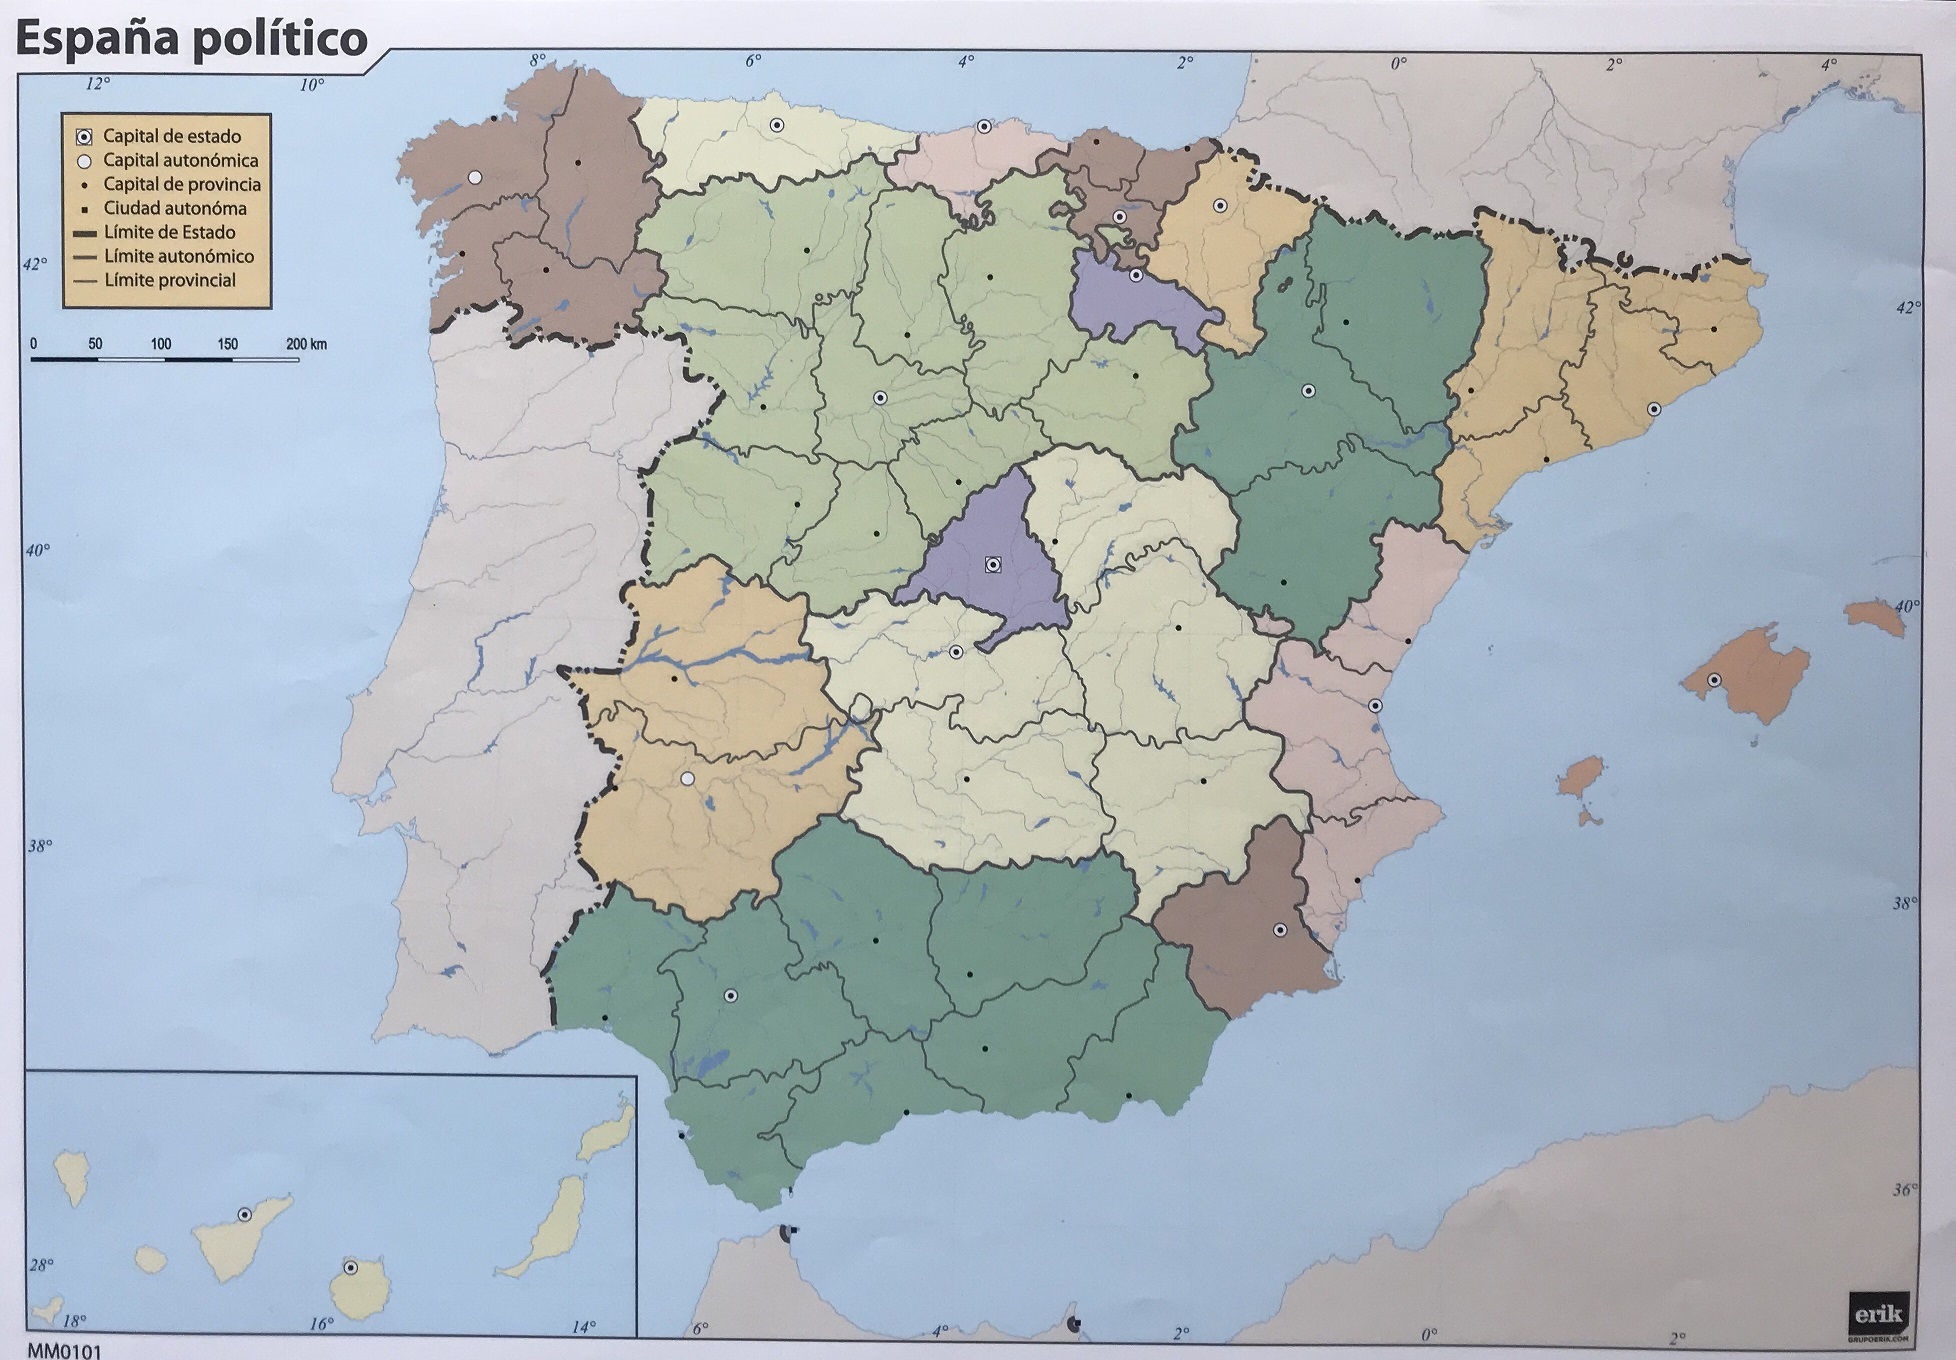 España político
12°
10°
8°
6°
4°
2°
0°
2°
4°
Capital de estado
Capital autonómica
Capital de provincia
Ciudad autonóma
Límite de Estado
Límite autonómico
Límite provincial
42°
42°
0 50 100 150 200 km
40°
40°
38°
38°
36°
28°
18°
16°
14°
6°
4°
2°
0°
2°
erik
GRUPOERIK.COM
MM0101